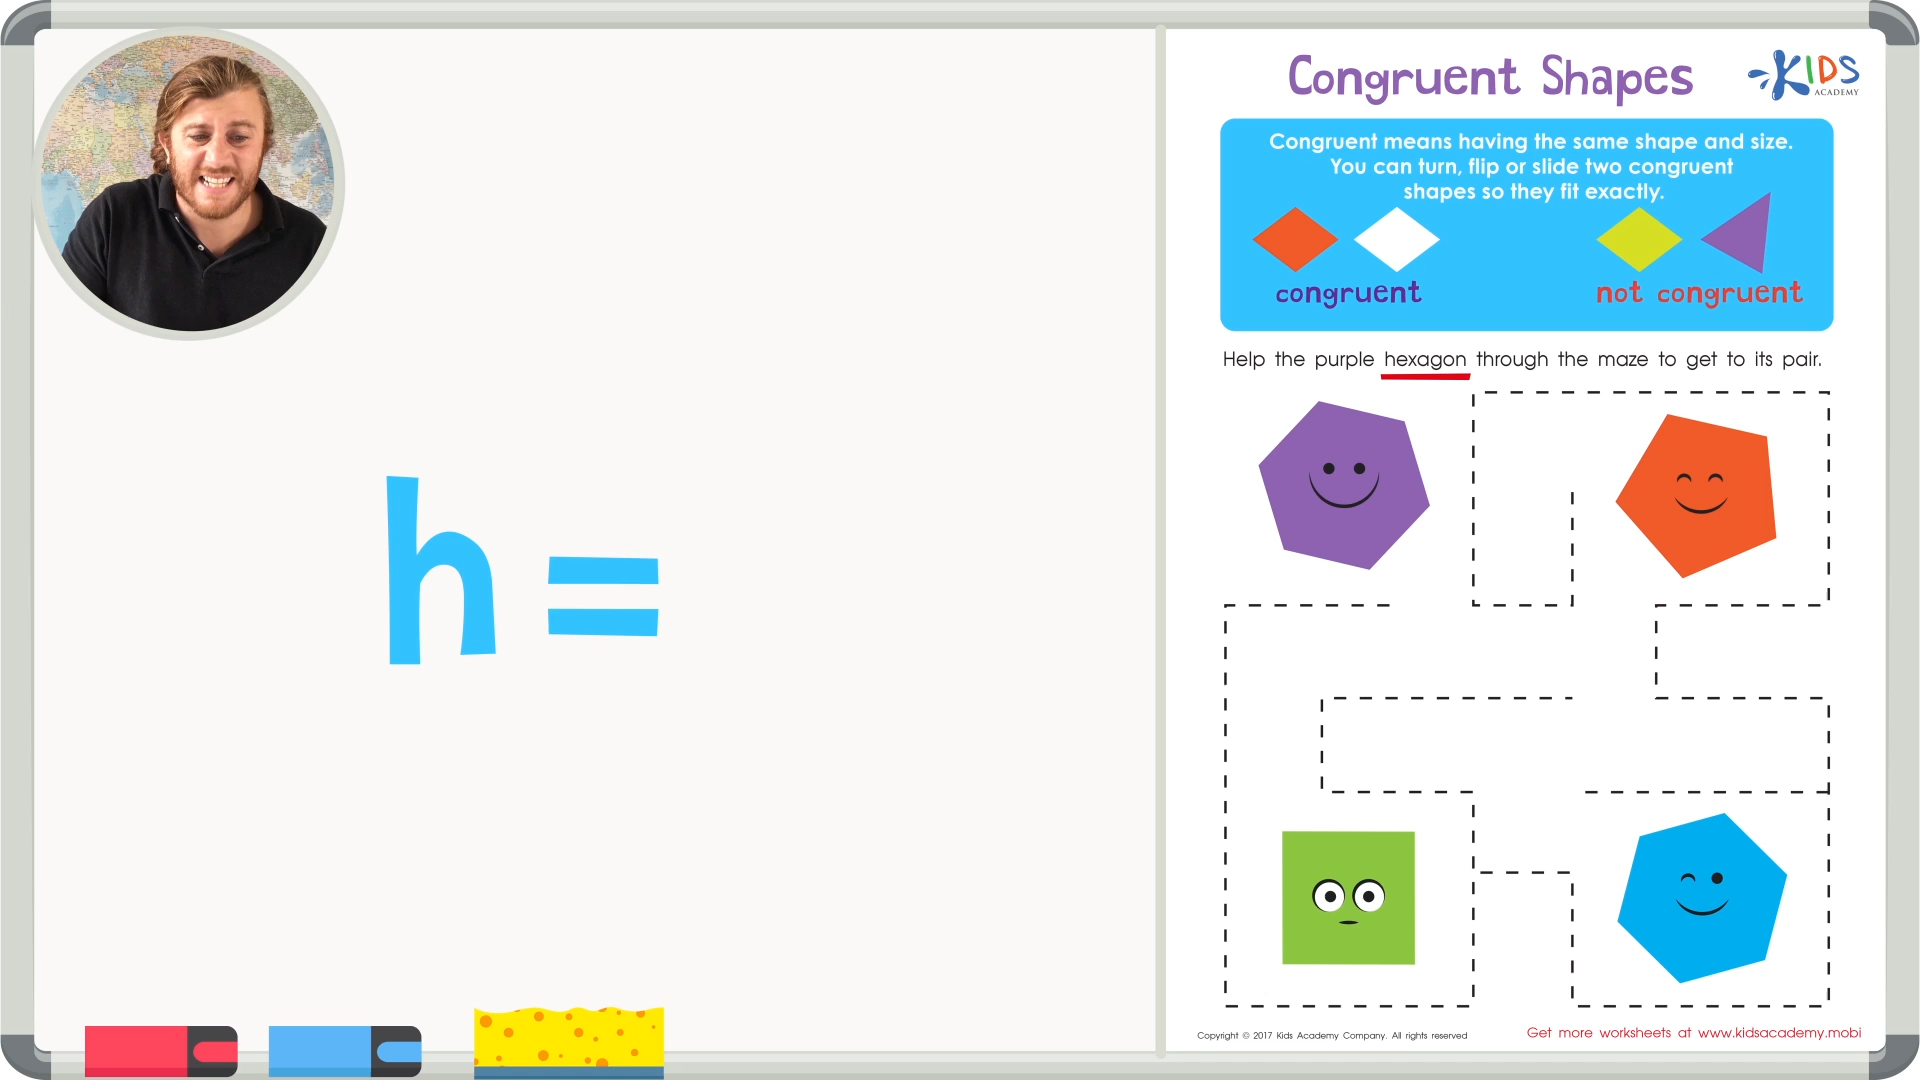 Congruent Shapes
KIDS
ACADEMY
Congruent means having the same shape and size.
You can turn, flip or slide two congruent
shapes so they fit exactly.
congruent
not congruent
Help the purple hexagon through the maze to get to its pair.
h =
Copyright © 2017 Kids Academy Company. All rights reserved
Get more worksheets at www.kidsacademy.mobi